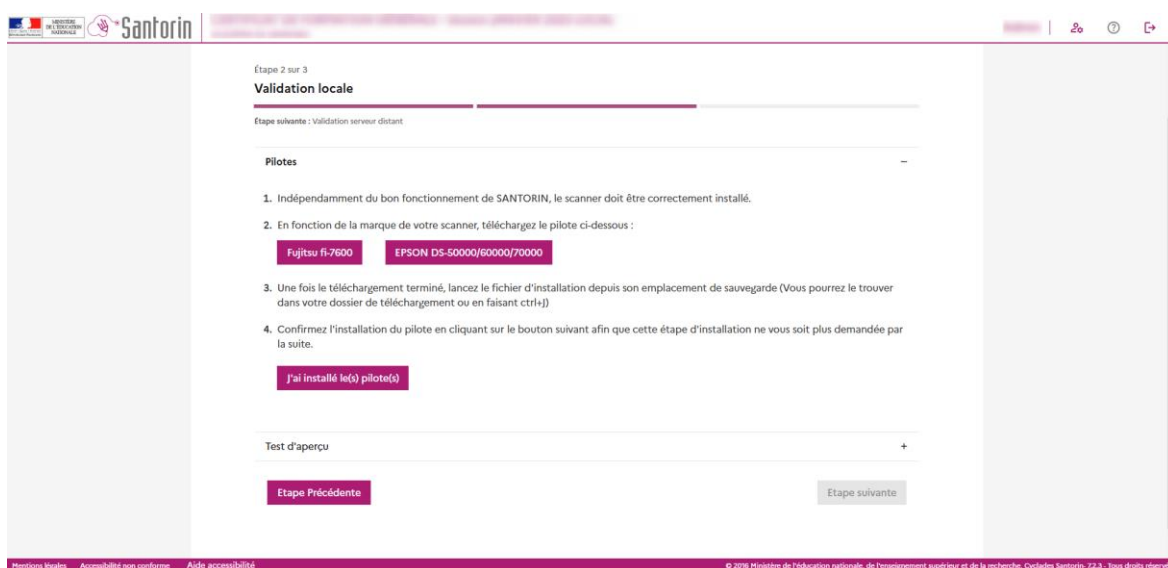 MINISTÈRE
DE L'ÉDUCATION
NATIONALE
Santorin
Étape 2 sur 3
Validation locale
Étape suivante : Validation serveur distant
Pilotes
1. Indépendamment du bon fonctionnement de SANTORIN, le scanner doit être correctement installé.
2. En fonction de la marque de votre scanner, téléchargez le pilote ci-dessous :
Fujitsu fi-7600 EPSON DS-50000/60000/70000
3. Une fois le téléchargement terminé, lancez le fichier d'installation depuis son emplacement de sauvegarde (Vous pourrez le trouver
dans votre dossier de téléchargement ou en faisant ctrl+J)
4. Confirmez l'installation du pilote en cliquant sur le bouton suivant afin que cette étape d'installation ne vous soit plus demandée par
la suite.
J'ai installé le(s) pilote(s)
Test d'aperçu
Etape Précédente Etape suivante
Mentions légales Accessibilité non conforme Aide accessibilité © 2016 Ministère de l'éducation nationale, de l'enseignement supérieur et de la recherche. Cyclades Santorin- 7.2.3 - Tous droits réservé